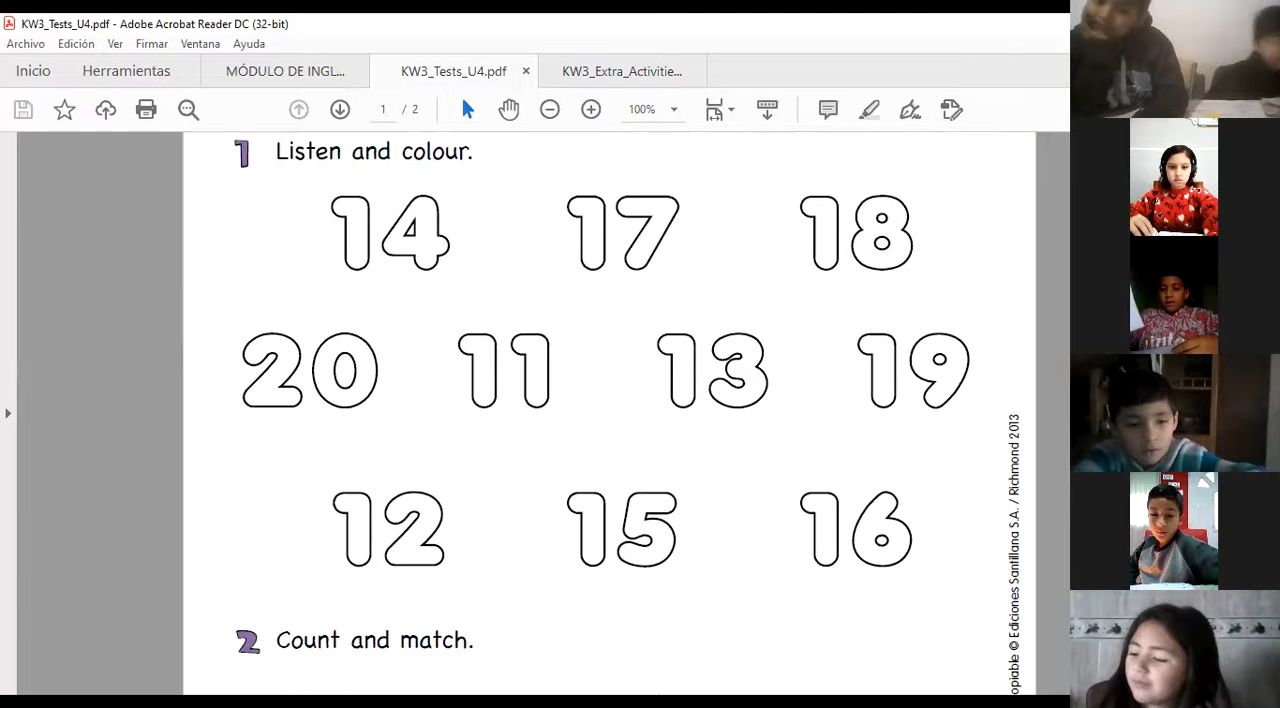 KW3_Tests_U4.pdf - Adobe Acrobat Reader DC (32-bit)
Archivo Edición Ver Firmar Ventana Ayuda
Inicio Herramientas MÓDULO DE INGL... KW3_Tests_U4.pdf × KW3_Extra_Activitie...
1 / 2 100%
1 Listen and colour.
14 17 18
20 11 13 19
12 15 16
2 Count and match.
opiable © Ediciones Santillana S.A. / Richmond 2013